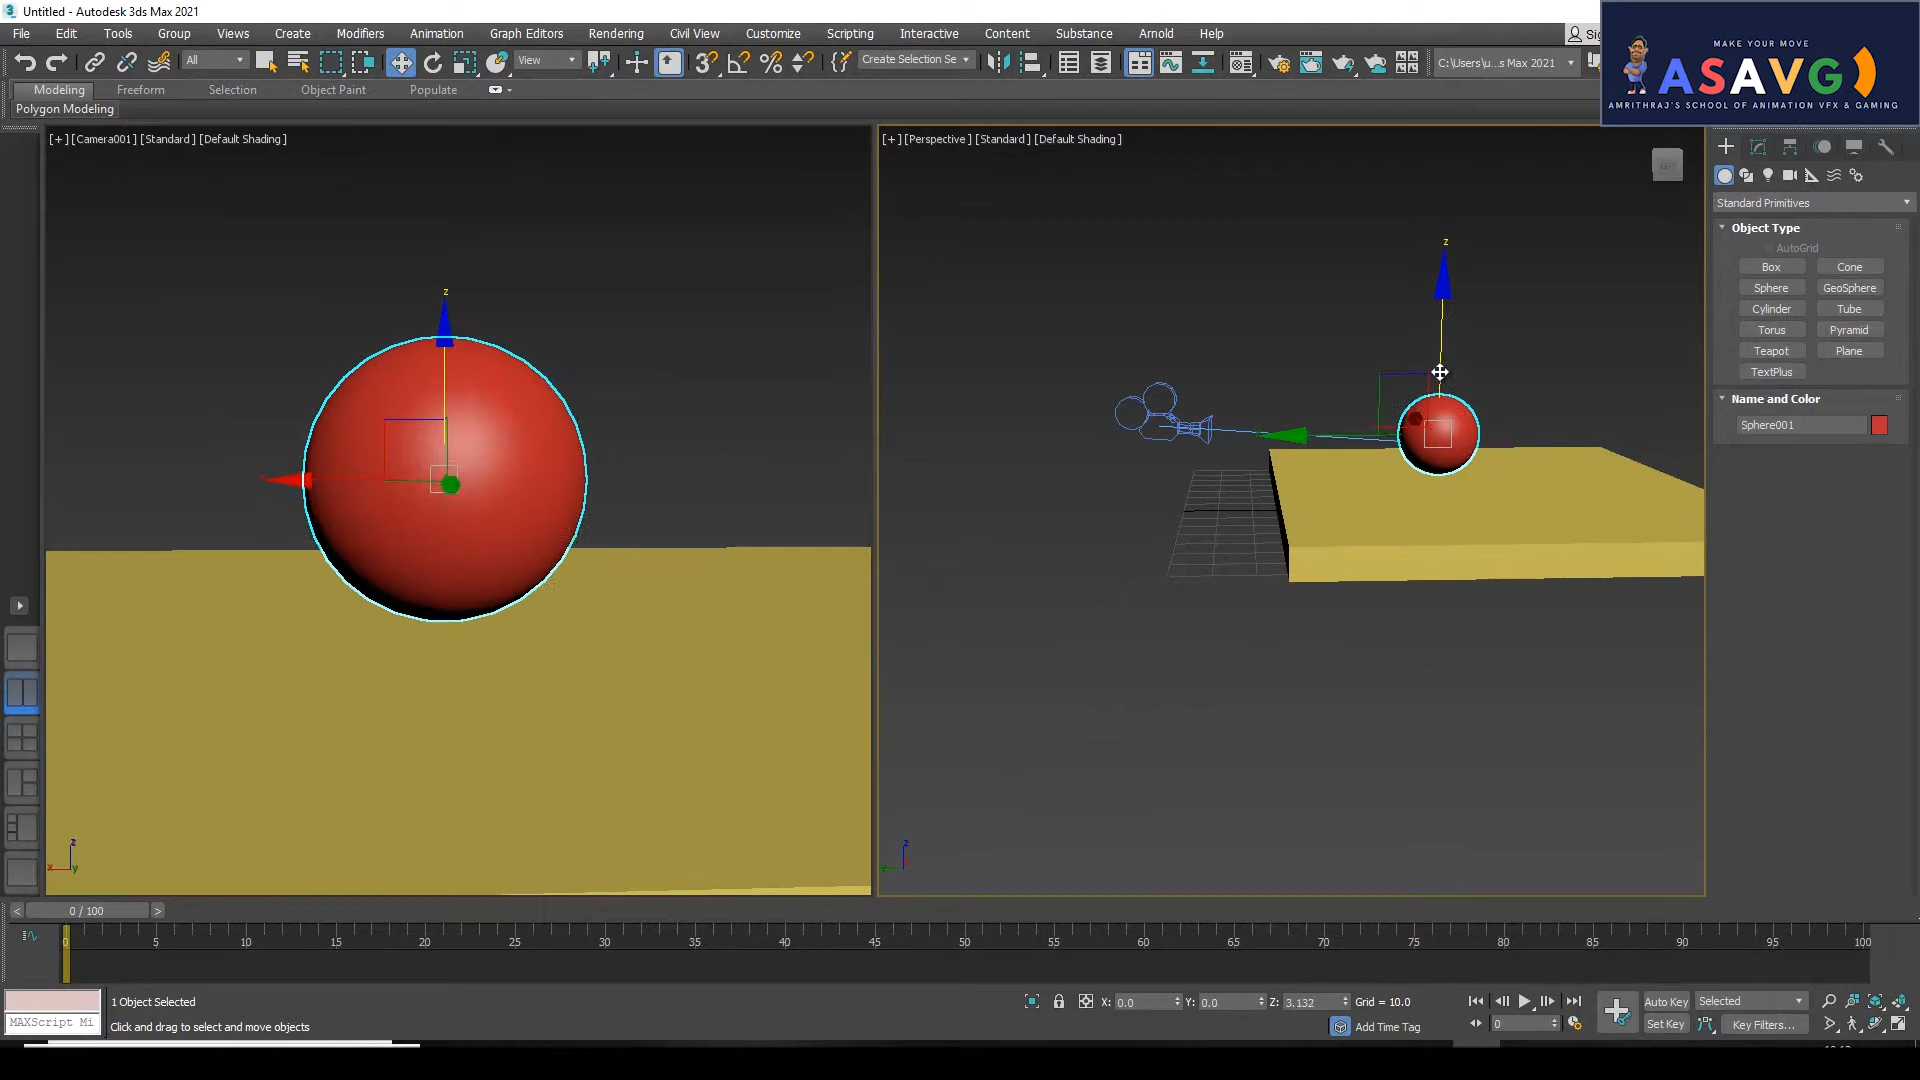 Untitled - Autodesk 3ds Max 2021
File Edit Tools Group Views Create Modifiers Animation Graph Editors Rendering Civil View Customize Scripting Interactive Content Substance Arnold Help
All View Create Selection Se C:\Users\u...s Max 2021
MAKE YOUR MOVE
ASAVG
AMRITHRAJ'S SCHOOL OF ANIMATION VFX & GAMING
Modeling Freeform Selection Object Paint Populate
Polygon Modeling
[+] [Camera001] [Standard] [Default Shading]
[+] [Perspective] [Standard] [Default Shading]
Standard Primitives
Object Type
AutoGrid
Box Cone
Sphere GeoSphere
Cylinder Tube
Torus Pyramid
Teapot Plane
TextPlus
Name and Color
Sphere001
z
z
z
x y
z
0 / 100
0 5 10 15 20 25 30 35 40 45 50 55 60 65 70 75 80 85 90 95 100
1 Object Selected
X: 0.0 Y: 0.0 Z: 3.132 Grid = 10.0
Auto Key Selected
MAXScript Mi
Click and drag to select and move objects
Add Time Tag
0
Set Key Key Filters...